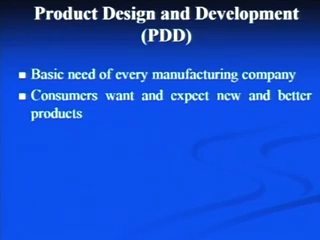 Product Design and Development
(PDD)
Basic need of every manufacturing company
Consumers want and expect new and better
products